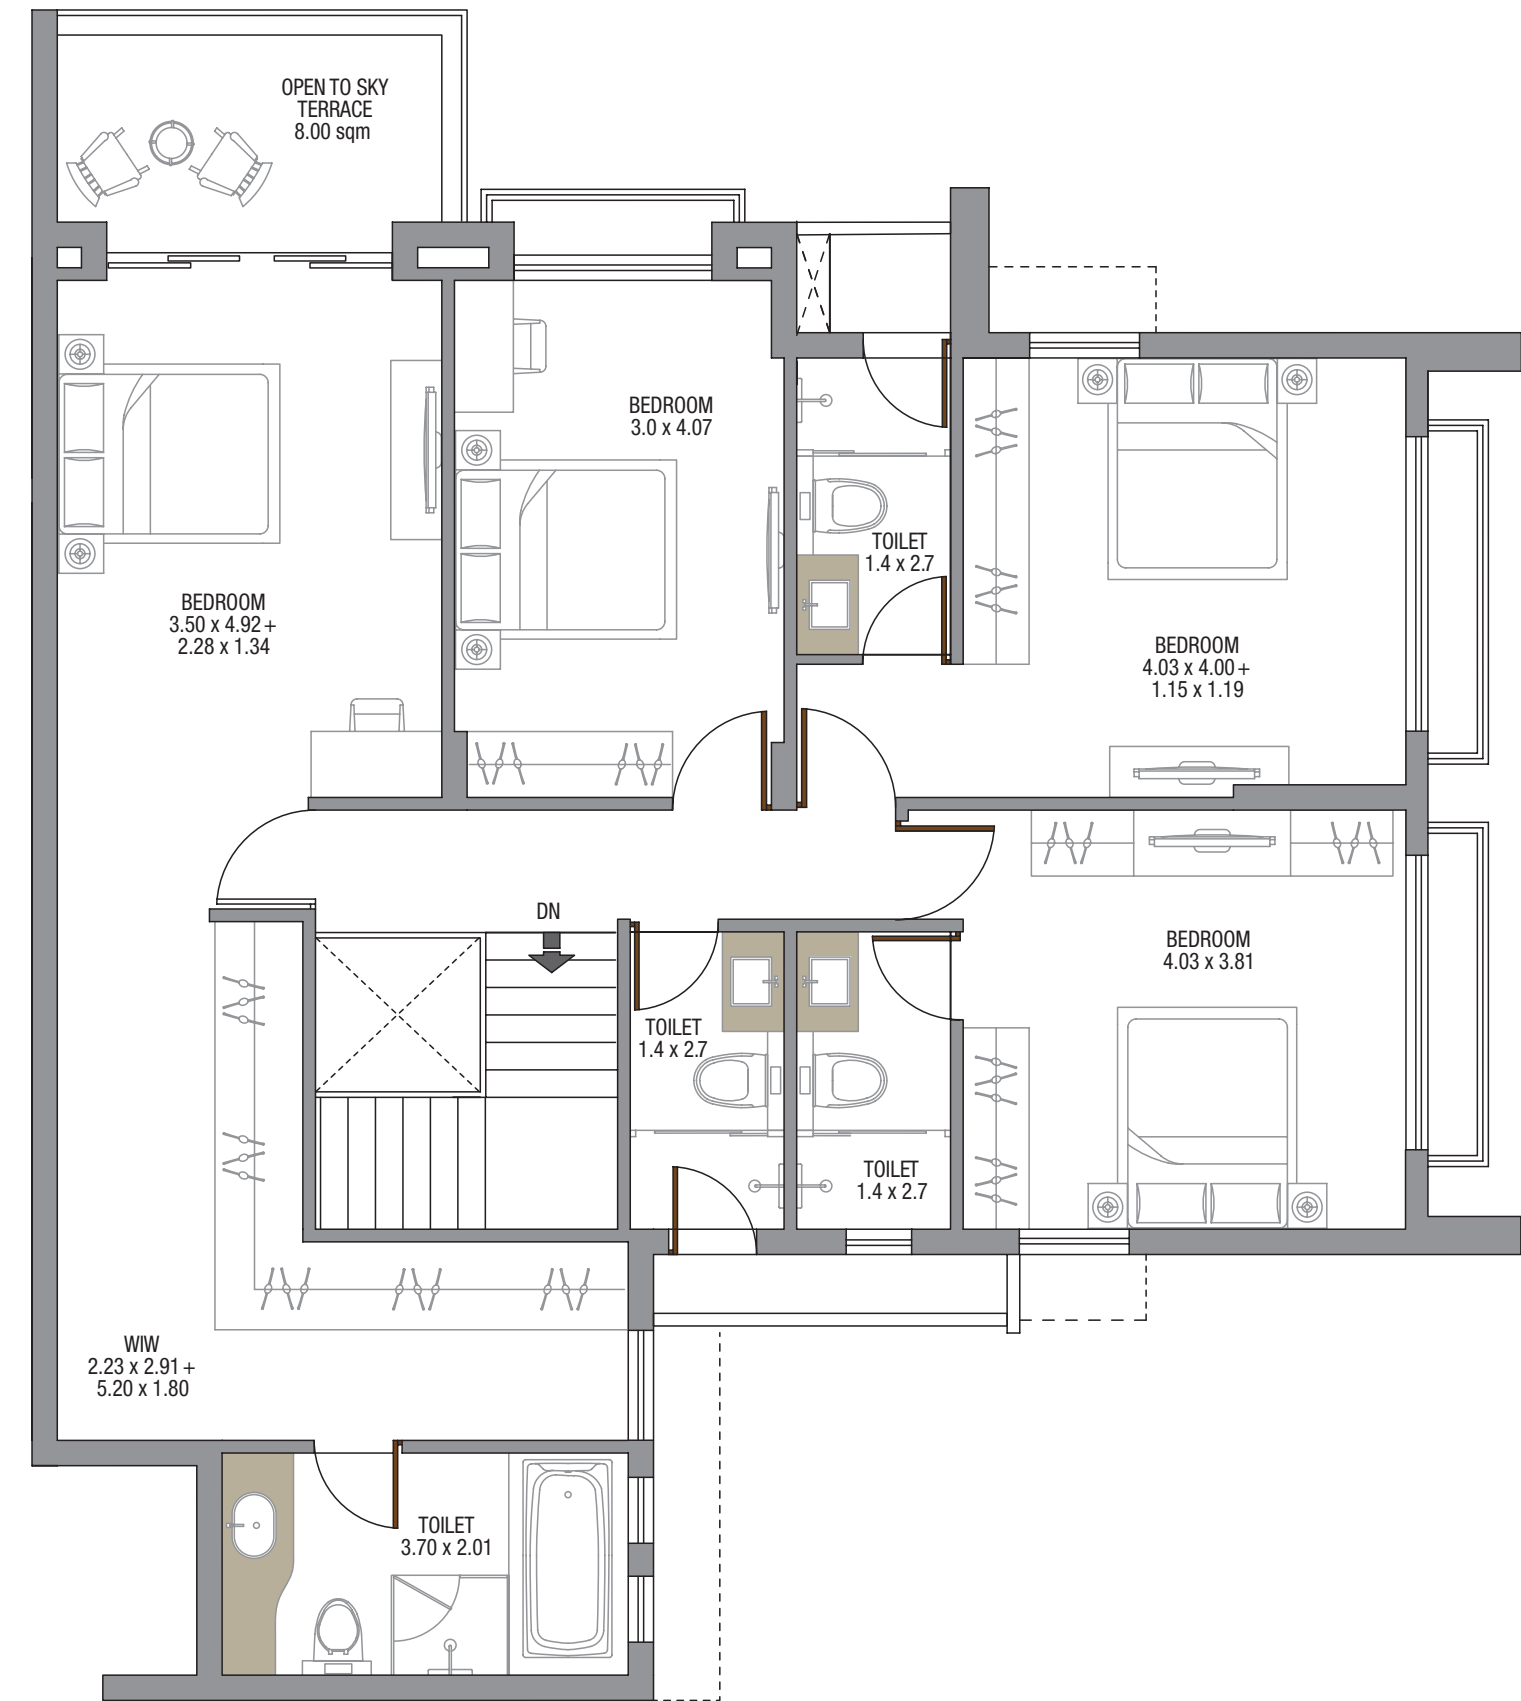 OPEN TO SKY
TERRACE
8.00 sqm
BEDROOM
3.0 x 4.07
TOILET
1.4 x 2.7
BEDROOM
3.50 x 4.92 +
2.28 x 1.34
BEDROOM
4.03 x 4.00 +
1.15 x 1.19
DN
BEDROOM
4.03 x 3.81
TOILET
1.4 x 2.7
TOILET
1.4 x 2.7
WIW
2.23 x 2.91 +
5.20 x 1.80
TOILET
3.70 x 2.01